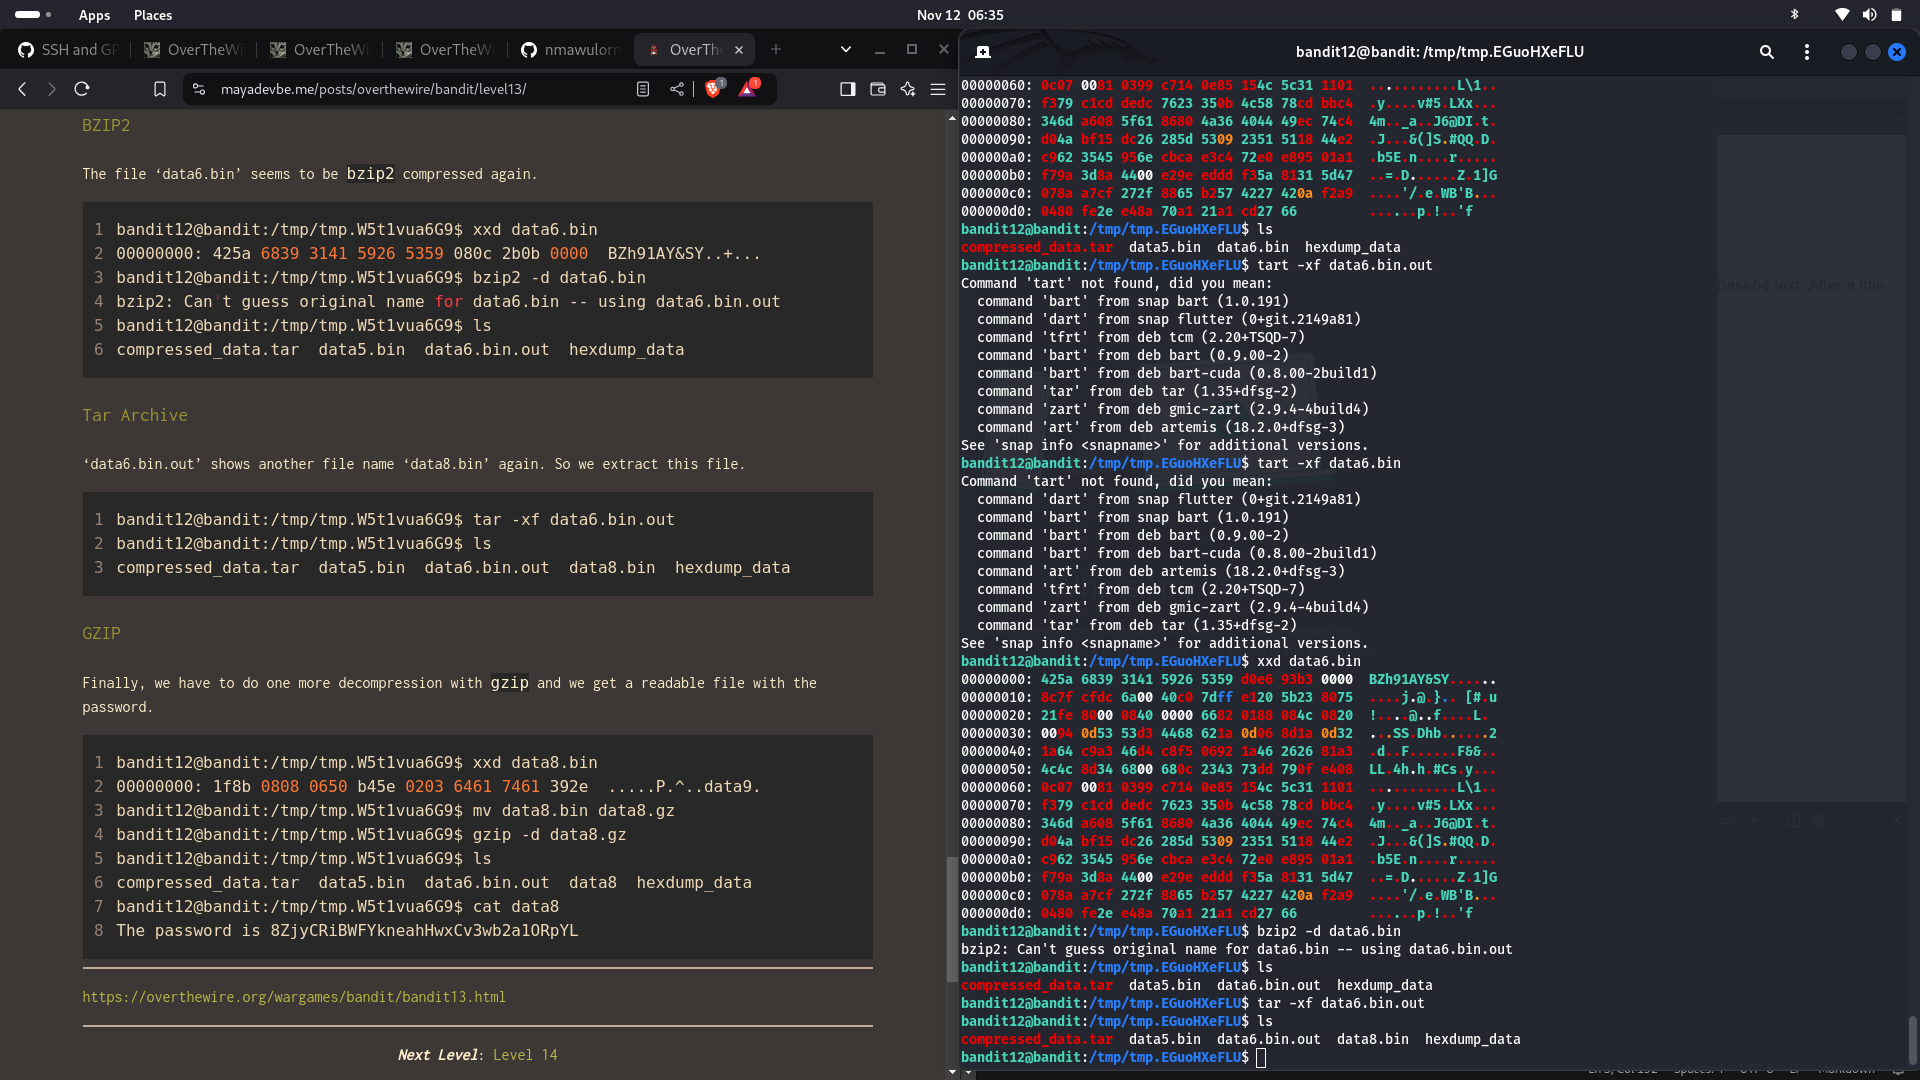 Apps Places
Nov 12 06:35
SSH and GP
OverTheWi
OverTheWi
OverTheWi
nmawulorm
OverThe
mayadevbe.me/posts/overthewire/bandit/level13/
BZIP2
The file ‘data6.bin’ seems to be bzip2 compressed again.
1 bandit12@bandit:/tmp/tmp.W5t1vua6G9$ xxd data6.bin
2 00000000: 425a 6839 3141 5926 5359 080c 2b0b 0000  BZh91AY&SY..+...
3 bandit12@bandit:/tmp/tmp.W5t1vua6G9$ bzip2 -d data6.bin
4 bzip2: Can't guess original name for data6.bin -- using data6.bin.out
5 bandit12@bandit:/tmp/tmp.W5t1vua6G9$ ls
6 compressed_data.tar  data5.bin  data6.bin.out  hexdump_data
Tar Archive
‘data6.bin.out’ shows another file name ‘data8.bin’ again. So we extract this file.
1 bandit12@bandit:/tmp/tmp.W5t1vua6G9$ tar -xf data6.bin.out
2 bandit12@bandit:/tmp/tmp.W5t1vua6G9$ ls
3 compressed_data.tar  data5.bin  data6.bin.out  data8.bin  hexdump_data
GZIP
Finally, we have to do one more decompression with gzip and we get a readable file with the
password.
1 bandit12@bandit:/tmp/tmp.W5t1vua6G9$ xxd data8.bin
2 00000000: 1f8b 0808 0650 b45e 0203 6461 7461 392e  .....P.^..data9.
3 bandit12@bandit:/tmp/tmp.W5t1vua6G9$ mv data8.bin data8.gz
4 bandit12@bandit:/tmp/tmp.W5t1vua6G9$ gzip -d data8.gz
5 bandit12@bandit:/tmp/tmp.W5t1vua6G9$ ls
6 compressed_data.tar  data5.bin  data6.bin.out  data8  hexdump_data
7 bandit12@bandit:/tmp/tmp.W5t1vua6G9$ cat data8
8 The password is 8ZjyCRiBWFYkneahHwxCv3wb2a1ORpYL
https://overthewire.org/wargames/bandit/bandit13.html
Next Level: Level 14
bandit12@bandit: /tmp/tmp.EGuoHXeFLU
00000060: 0c07 0081 0399 c714 0e85 154c 5c31 1101  ...........L\1..
00000070: f379 c1cd dedc 7623 350b 4c58 78cd bbc4  .y....v#5.LXx...
00000080: 346d a608 5f61 8680 4a36 4044 49ec 74c4  4m.._a..J6@DI.t.
00000090: d04a bf15 dc26 285d 5309 2351 5118 44e2  .J...&(]S.#QQ.D.
000000a0: c962 3545 956e cbca e3c4 72e0 e895 01a1  .b5E.n....r.....
000000b0: f79a 3d8a 4400 e29e eddd f35a 8131 5d47  ..=.D......Z.1]G
000000c0: 078a a7cf 272f 8865 b257 4227 420a f2a9  ....'/.e.WB'B...
000000d0: 0480 fe2e e48a 70a1 21a1 cd27 66         ......p.!..'f
bandit12@bandit:/tmp/tmp.EGuoHXeFLU$ ls
compressed_data.tar  data5.bin  data6.bin  hexdump_data
bandit12@bandit:/tmp/tmp.EGuoHXeFLU$ tart -xf data6.bin.out
Command 'tart' not found, did you mean:
  command 'bart' from snap bart (1.0.191)
  command 'dart' from snap flutter (0+git.2149a81)
  command 'tfrt' from deb tcm (2.20+TSQD-7)
  command 'bart' from deb bart (0.9.00-2)
  command 'bart' from deb bart-cuda (0.8.00-2build1)
  command 'tar' from deb tar (1.35+dfsg-2)
  command 'zart' from deb gmic-zart (2.9.4-4build4)
  command 'art' from deb artemis (18.2.0+dfsg-3)
See 'snap info <snapname>' for additional versions.
bandit12@bandit:/tmp/tmp.EGuoHXeFLU$ tart -xf data6.bin
Command 'tart' not found, did you mean:
  command 'dart' from snap flutter (0+git.2149a81)
  command 'bart' from snap bart (1.0.191)
  command 'bart' from deb bart (0.9.00-2)
  command 'bart' from deb bart-cuda (0.8.00-2build1)
  command 'art' from deb artemis (18.2.0+dfsg-3)
  command 'tfrt' from deb tcm (2.20+TSQD-7)
  command 'zart' from deb gmic-zart (2.9.4-4build4)
  command 'tar' from deb tar (1.35+dfsg-2)
See 'snap info <snapname>' for additional versions.
bandit12@bandit:/tmp/tmp.EGuoHXeFLU$ xxd data6.bin
00000000: 425a 6839 3141 5926 5359 d0e6 93b3 0000  BZh91AY&SY......
00000010: 8c7f cfdc 6a00 40c0 7dff e120 5b23 8075  ....j.@.}.. [#.u
00000020: 21fe 8000 0840 0000 6682 0188 084c 0820  !....@..f....L.
00000030: 0094 0d53 53d3 4468 621a 0d06 8d1a 0d32  ...SS.Dhb......2
00000040: 1a64 c9a3 46d4 c8f5 0692 1a46 2626 81a3  .d..F......F&&..
00000050: 4c4c 8d34 6800 680c 2343 73dd 790f e408  LL.4h.h.#Cs.y...
00000060: 0c07 0081 0399 c714 0e85 154c 5c31 1101  ...........L\1..
00000070: f379 c1cd dedc 7623 350b 4c58 78cd bbc4  .y....v#5.LXx...
00000080: 346d a608 5f61 8680 4a36 4044 49ec 74c4  4m.._a..J6@DI.t.
00000090: d04a bf15 dc26 285d 5309 2351 5118 44e2  .J...&(]S.#QQ.D.
000000a0: c962 3545 956e cbca e3c4 72e0 e895 01a1  .b5E.n....r.....
000000b0: f79a 3d8a 4400 e29e eddd f35a 8131 5d47  ..=.D......Z.1]G
000000c0: 078a a7cf 272f 8865 b257 4227 420a f2a9  ....'/.e.WB'B...
000000d0: 0480 fe2e e48a 70a1 21a1 cd27 66         ......p.!..'f
bandit12@bandit:/tmp/tmp.EGuoHXeFLU$ bzip2 -d data6.bin
bzip2: Can't guess original name for data6.bin -- using data6.bin.out
bandit12@bandit:/tmp/tmp.EGuoHXeFLU$ ls
compressed_data.tar  data5.bin  data6.bin.out  hexdump_data
bandit12@bandit:/tmp/tmp.EGuoHXeFLU$ tar -xf data6.bin.out
bandit12@bandit:/tmp/tmp.EGuoHXeFLU$ ls
compressed_data.tar  data5.bin  data6.bin.out  data8.bin  hexdump_data
bandit12@bandit:/tmp/tmp.EGuoHXeFLU$
base64 text. After a little